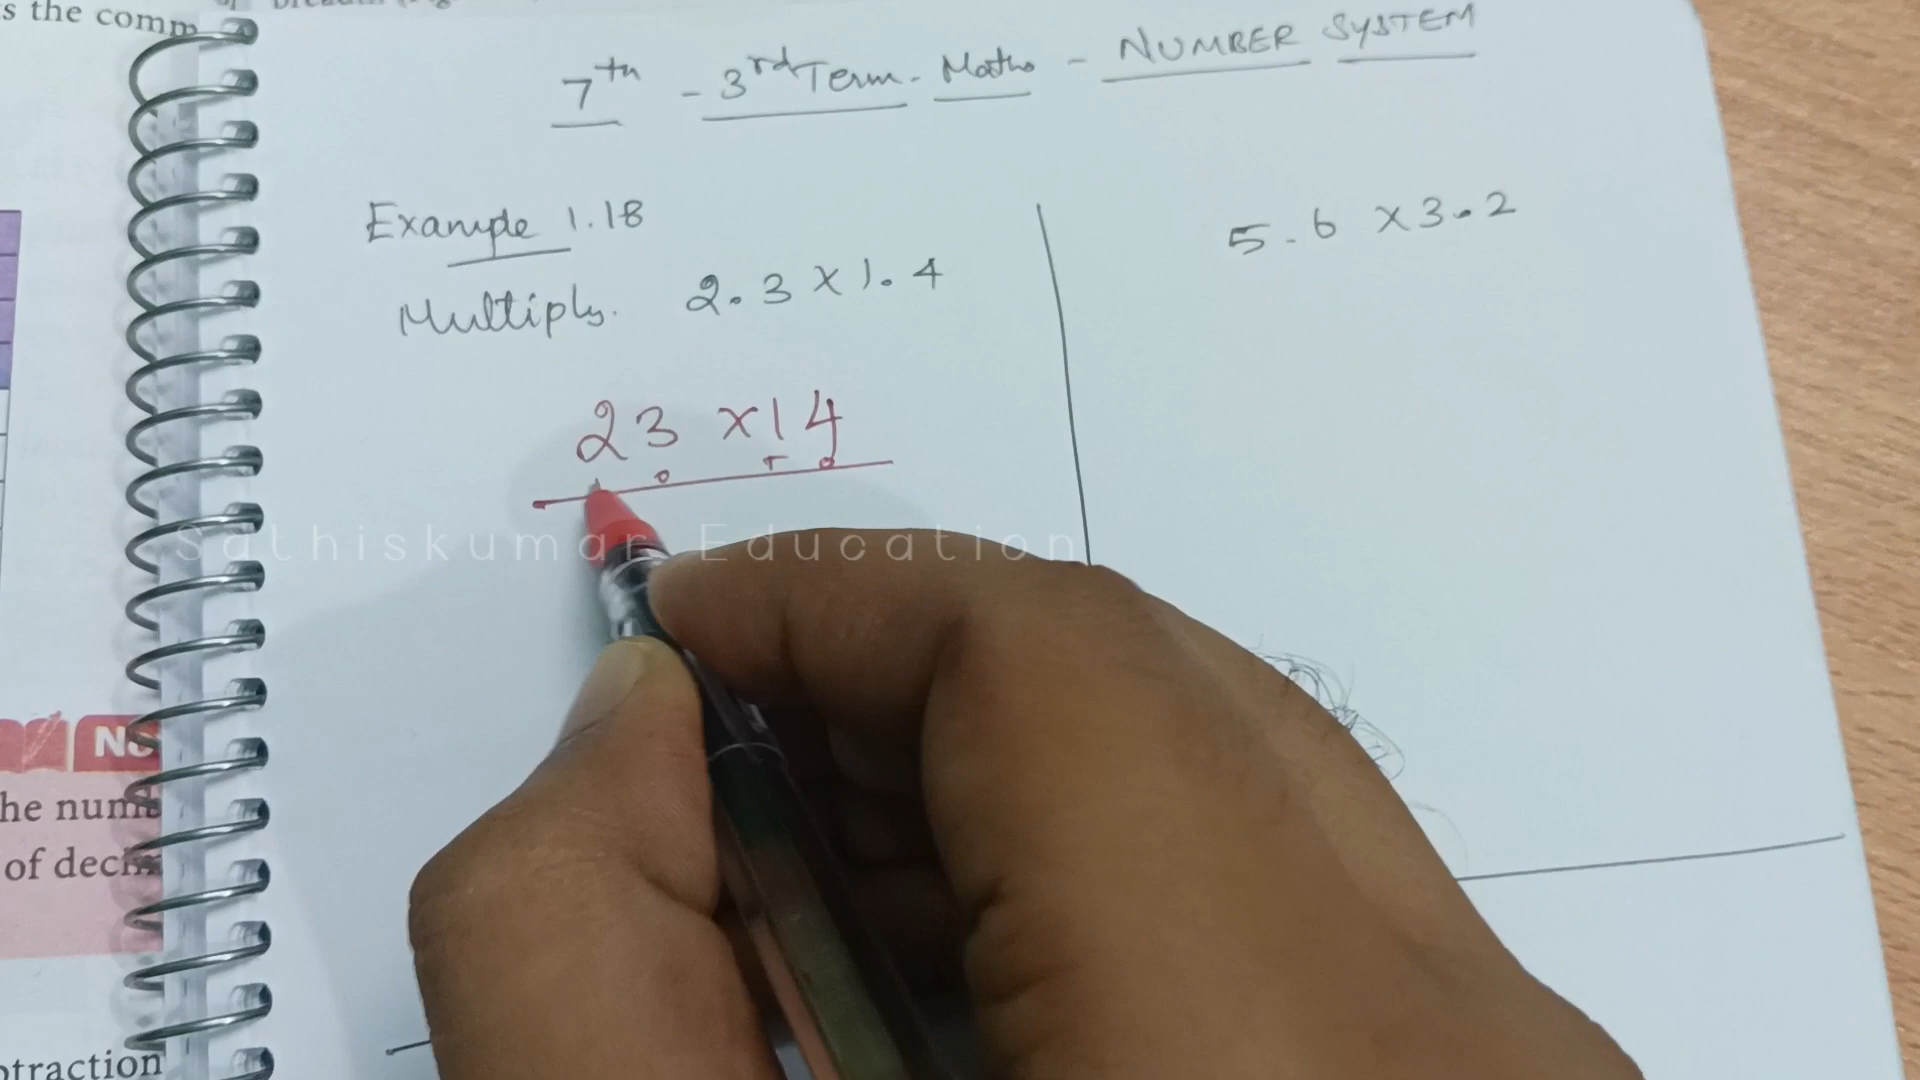 s the comm
7th - 3rd Term - Maths - NUMBER SYSTEM
Example 1.18
Multiply. 2.3 x 1.4
5.6 x 3.2
23 x 14
Sathiskumar Education
he numb
of deci
traction